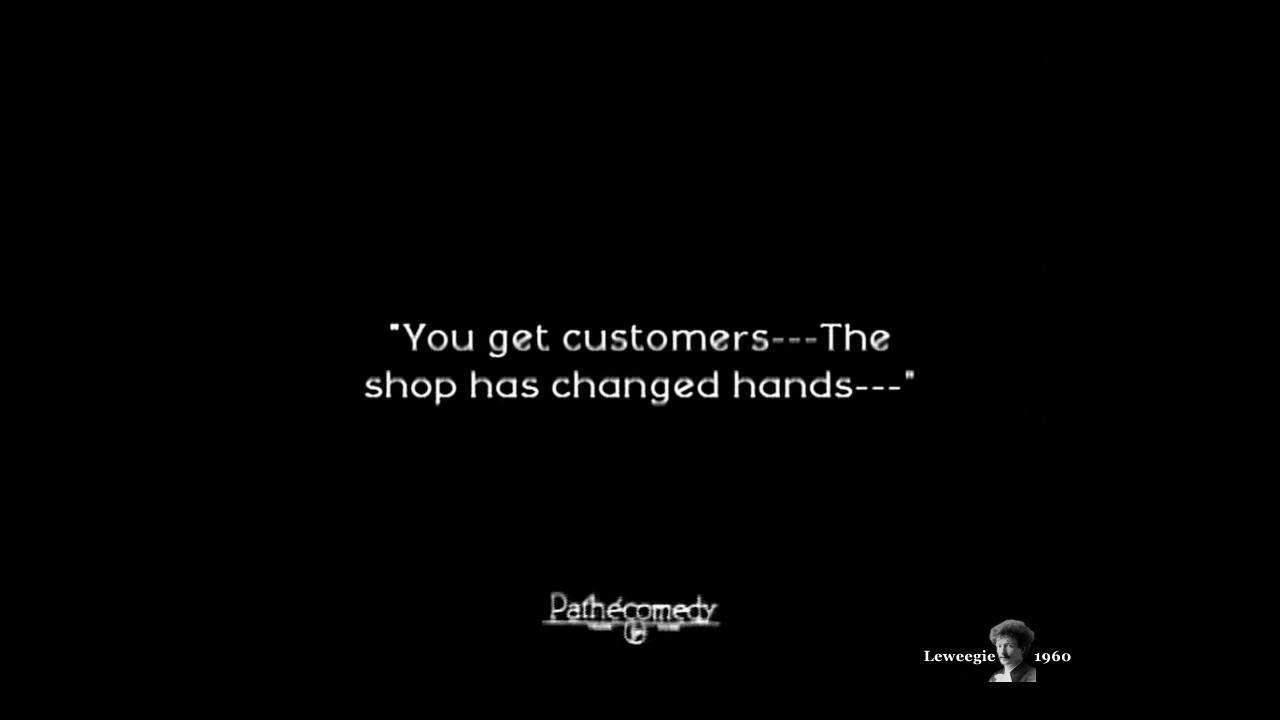 "You get customers---The
shop has changed hands---"
Pathécomedy
Leweegie 1960